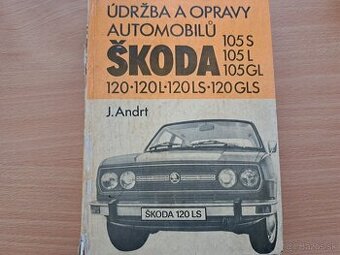 ÚDRŽBA A OPRAVY
AUTOMOBILŮ
ŠKODA
105 S
105 L
105 GL
120·120L·120LS·120GLS
J. Andrt
ŠKODA 120 LS